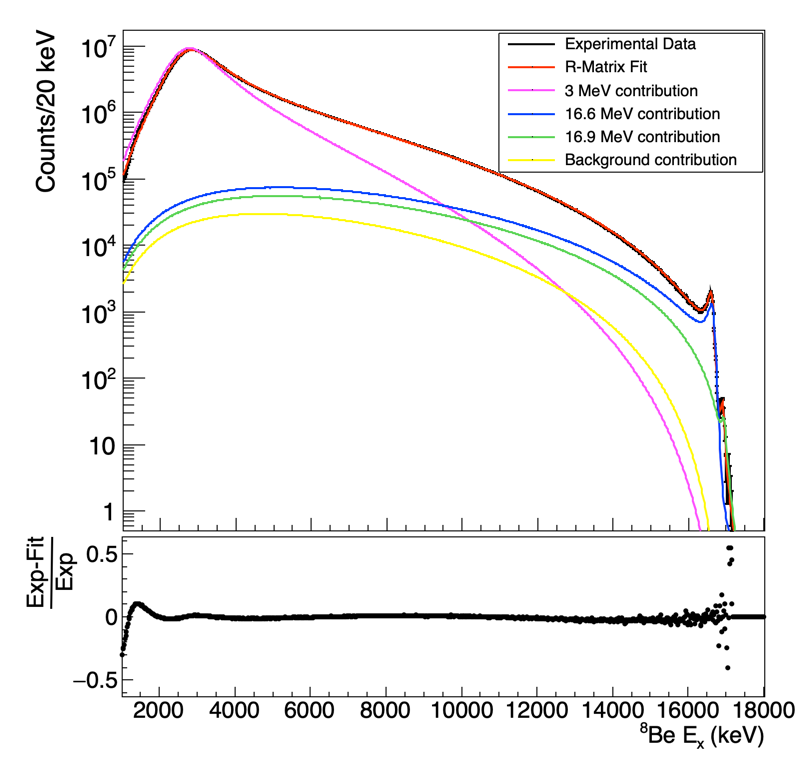 Counts/20 keV
10⁷
10⁶
10⁵
10⁴
10³
10²
10
1
Experimental Data
R-Matrix Fit
3 MeV contribution
16.6 MeV contribution
16.9 MeV contribution
Background contribution
Exp-Fit
Exp
0.5
0
−0.5
2000 4000 6000 8000 10000 12000 14000 16000 18000
⁸Be Eₓ (keV)